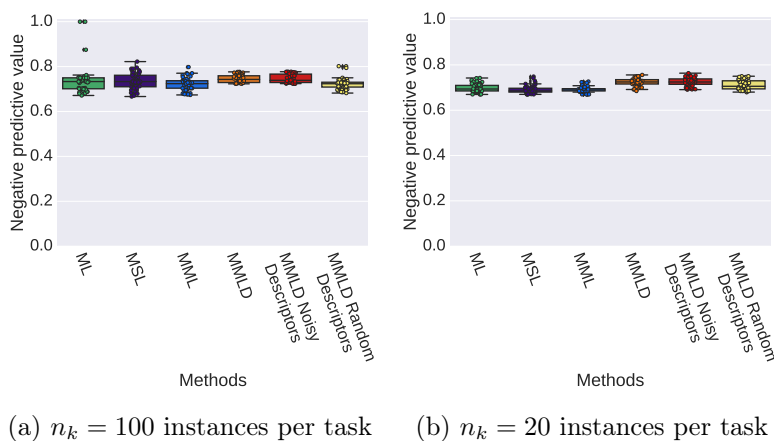 Negative predictive value
1.0
0.8
0.6
0.4
0.2
0.0
ML
MSL
MML
MMLD
MMLD Noisy
Descriptors
MMLD Random
Descriptors
Methods
(a) n_k = 100 instances per task
Negative predictive value
1.0
0.8
0.6
0.4
0.2
0.0
ML
MSL
MML
MMLD
MMLD Noisy
Descriptors
MMLD Random
Descriptors
Methods
(b) n_k = 20 instances per task